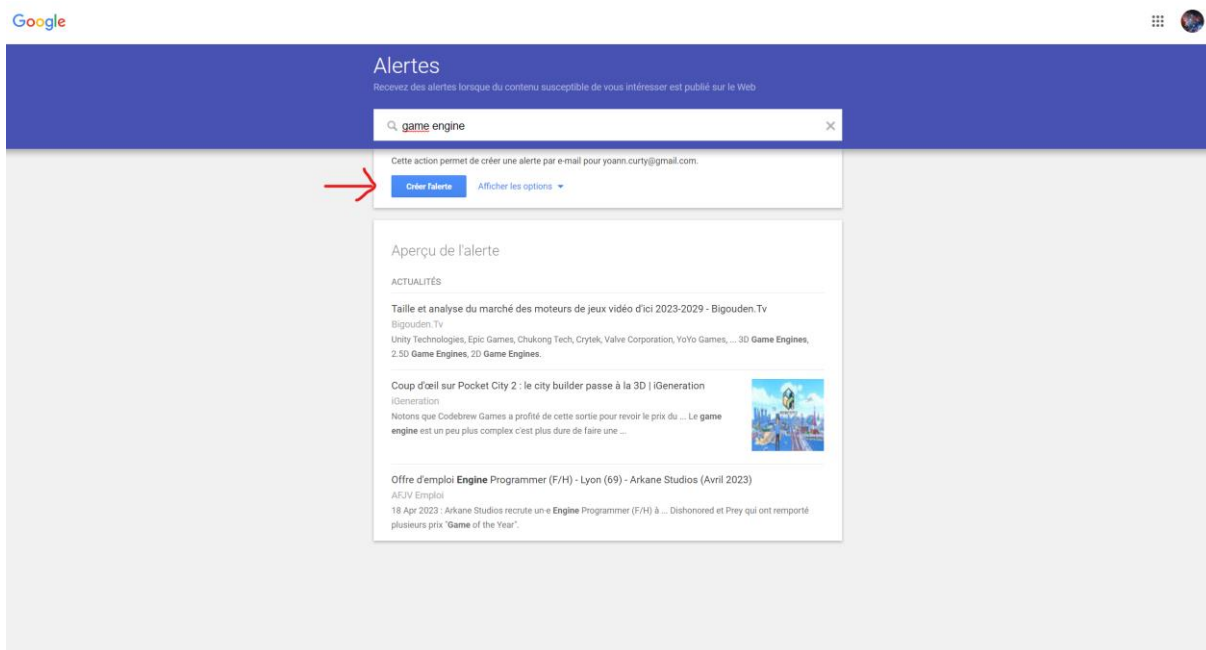 Google
Alertes
Recevez des alertes lorsque du contenu susceptible de vous intéresser est publié sur le Web
game engine
Cette action permet de créer une alerte par e-mail pour yoann.curty@gmail.com.
Créer l'alerte Afficher les options
Aperçu de l'alerte
ACTUALITÉS
Taille et analyse du marché des moteurs de jeux vidéo d'ici 2023-2029 - Bigouden.Tv
Bigouden.Tv
Unity Technologies, Epic Games, Chukong Tech, Crytek, Valve Corporation, YoYo Games, ... 3D Game Engines,
2.5D Game Engines, 2D Game Engines.
Coup d'œil sur Pocket City 2 : le city builder passe à la 3D | iGeneration
iGeneration
Notons que Codebrew Games a profité de cette sortie pour revoir le prix du ... Le game
engine est un peu plus complex c'est plus dure de faire une ...
Offre d'emploi Engine Programmer (F/H) - Lyon (69) - Arkane Studios (Avril 2023)
AFJV Emploi
18 Apr 2023 : Arkane Studios recrute un·e Engine Programmer (F/H) à ... Dishonored et Prey qui ont remporté
plusieurs prix "Game of the Year".